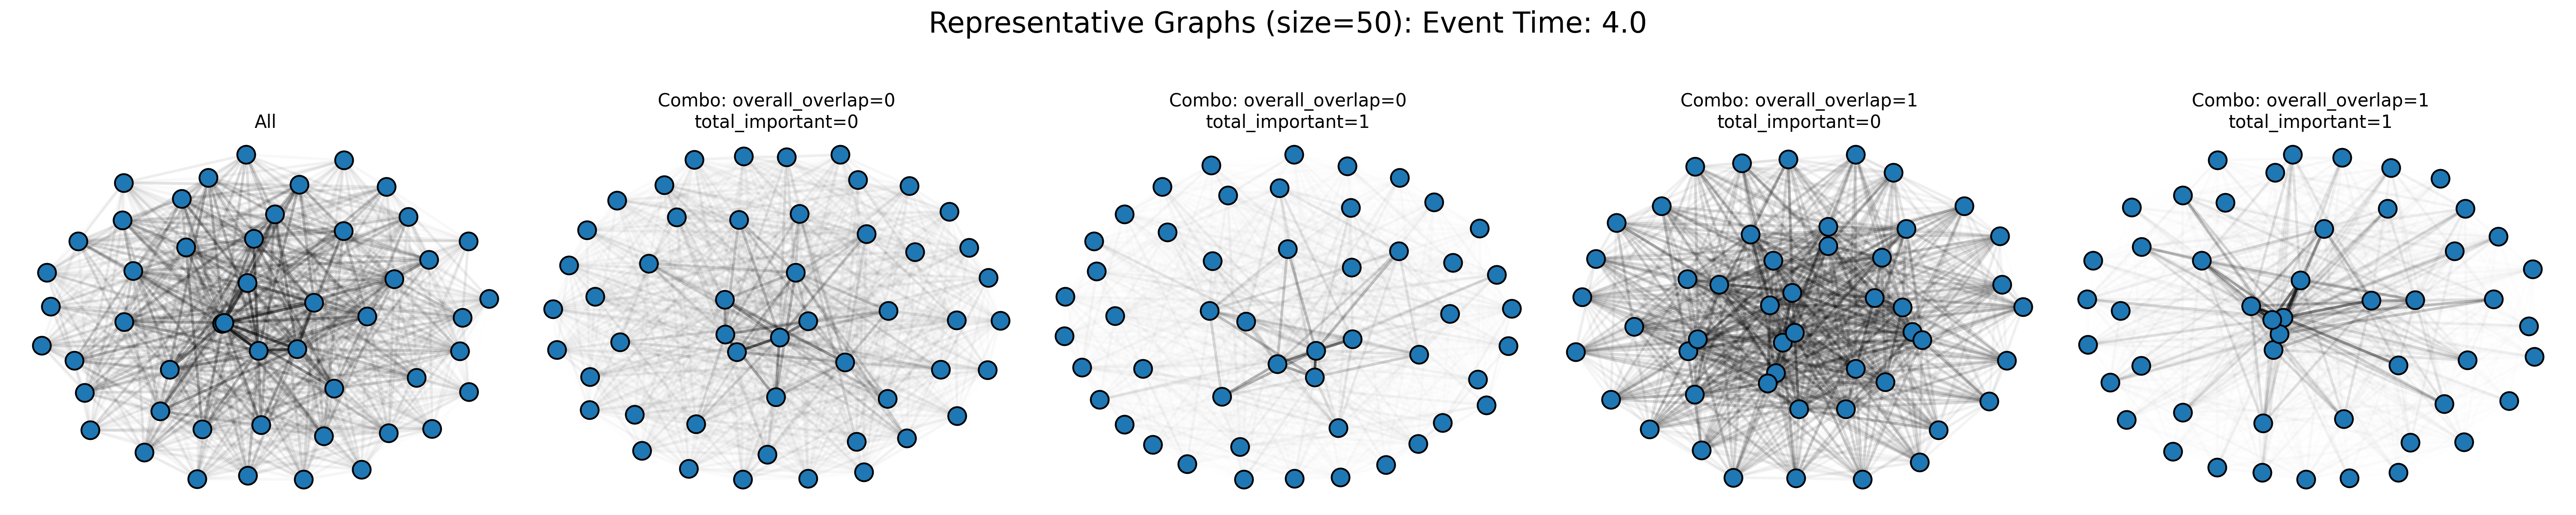 Representative Graphs (size=50): Event Time: 4.0
All
Combo: overall_overlap=0
total_important=0
Combo: overall_overlap=0
total_important=1
Combo: overall_overlap=1
total_important=0
Combo: overall_overlap=1
total_important=1